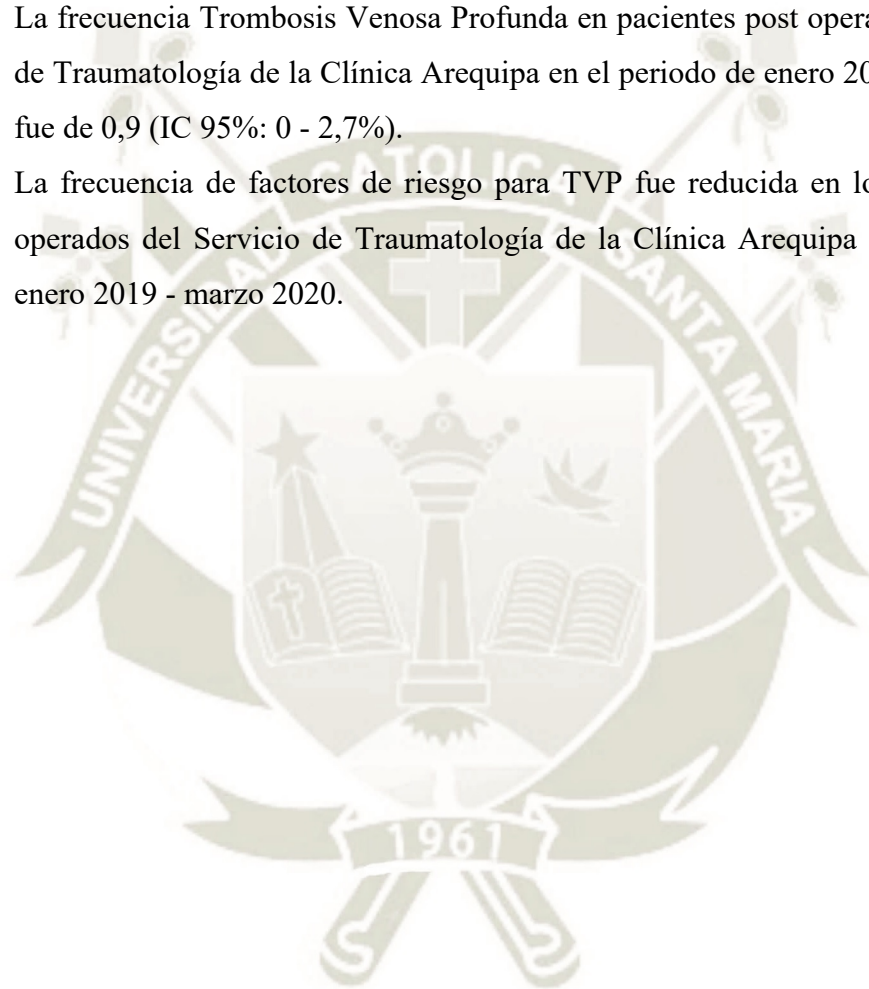 La frecuencia Trombosis Venosa Profunda en pacientes post opera
de Traumatología de la Clínica Arequipa en el periodo de enero 20
fue de 0,9 (IC 95%: 0 - 2,7%).
La frecuencia de factores de riesgo para TVP fue reducida en lo
operados del Servicio de Traumatología de la Clínica Arequipa
enero 2019 - marzo 2020.
UNIVERSIDAD CATOLICA SANTA MARIA
1961